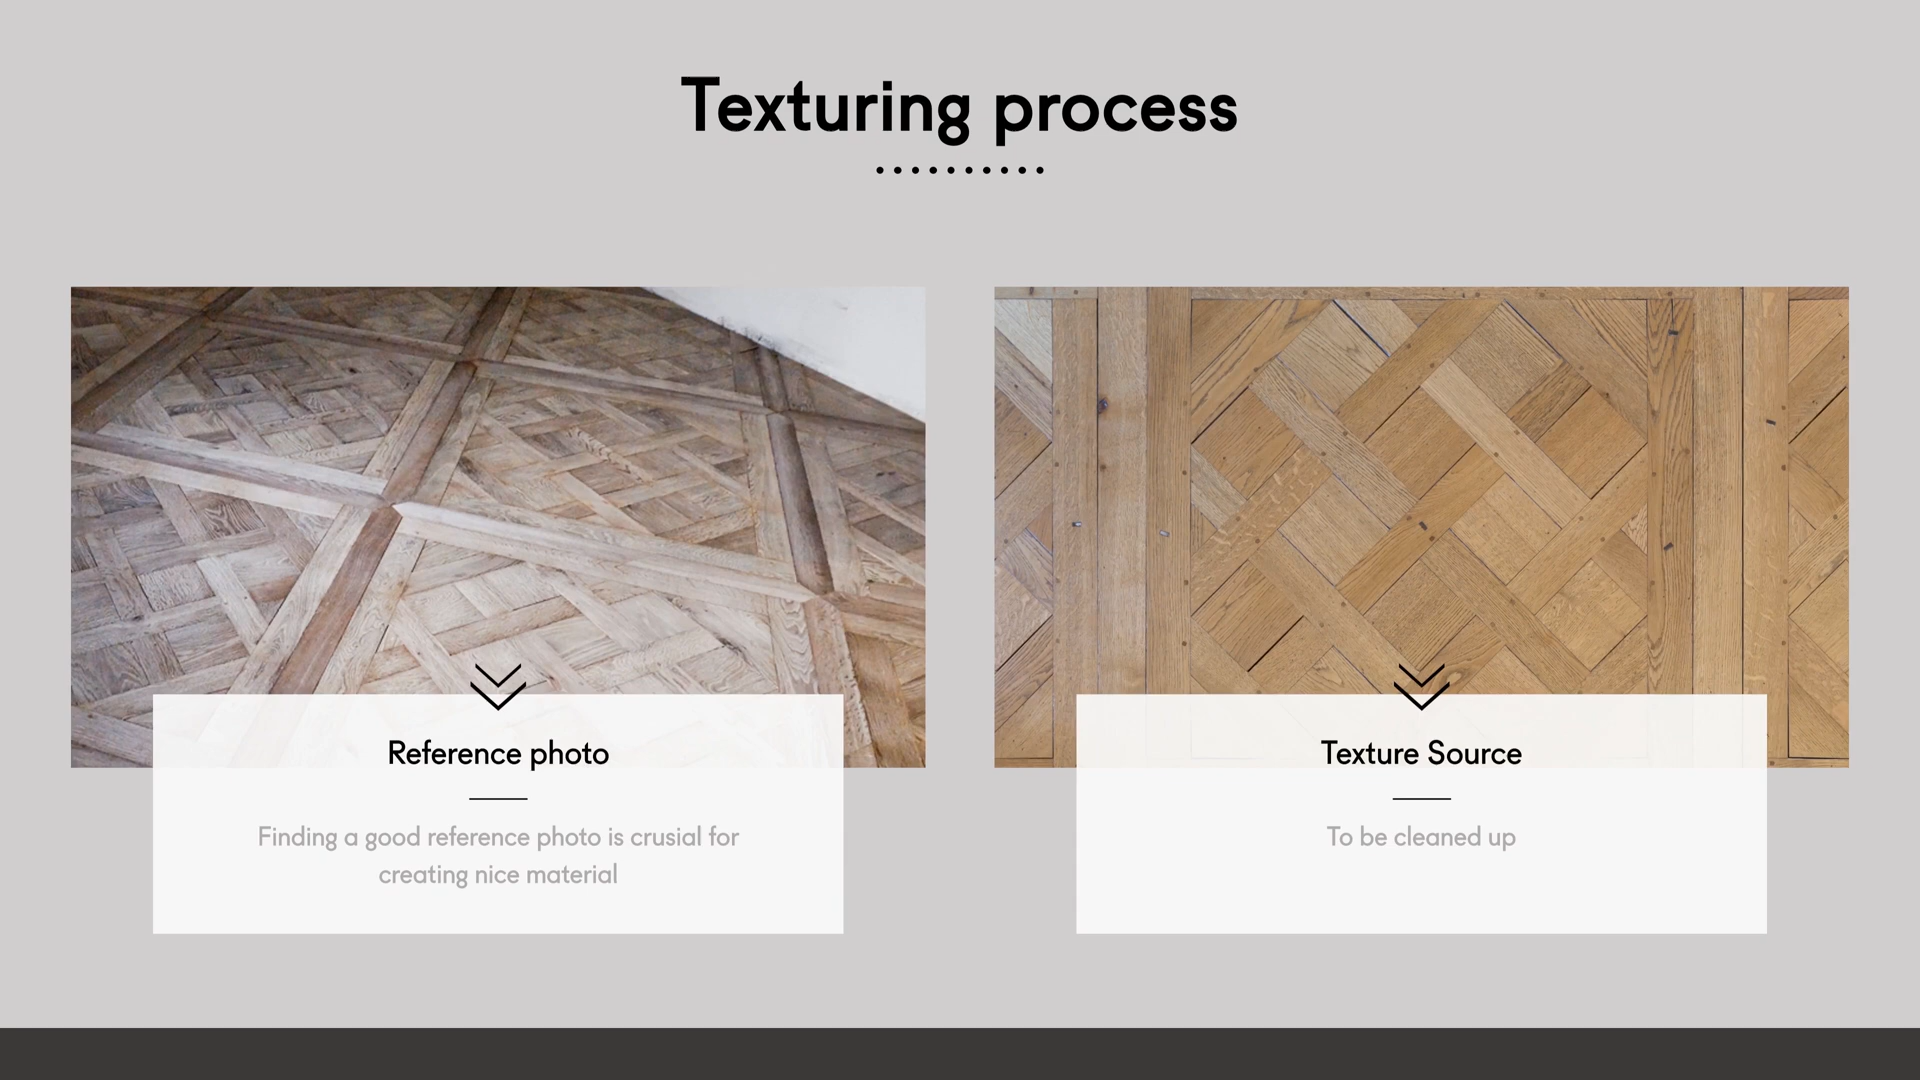 Texturing process
Reference photo
Finding a good reference photo is crusial for
creating nice material
Texture Source
To be cleaned up